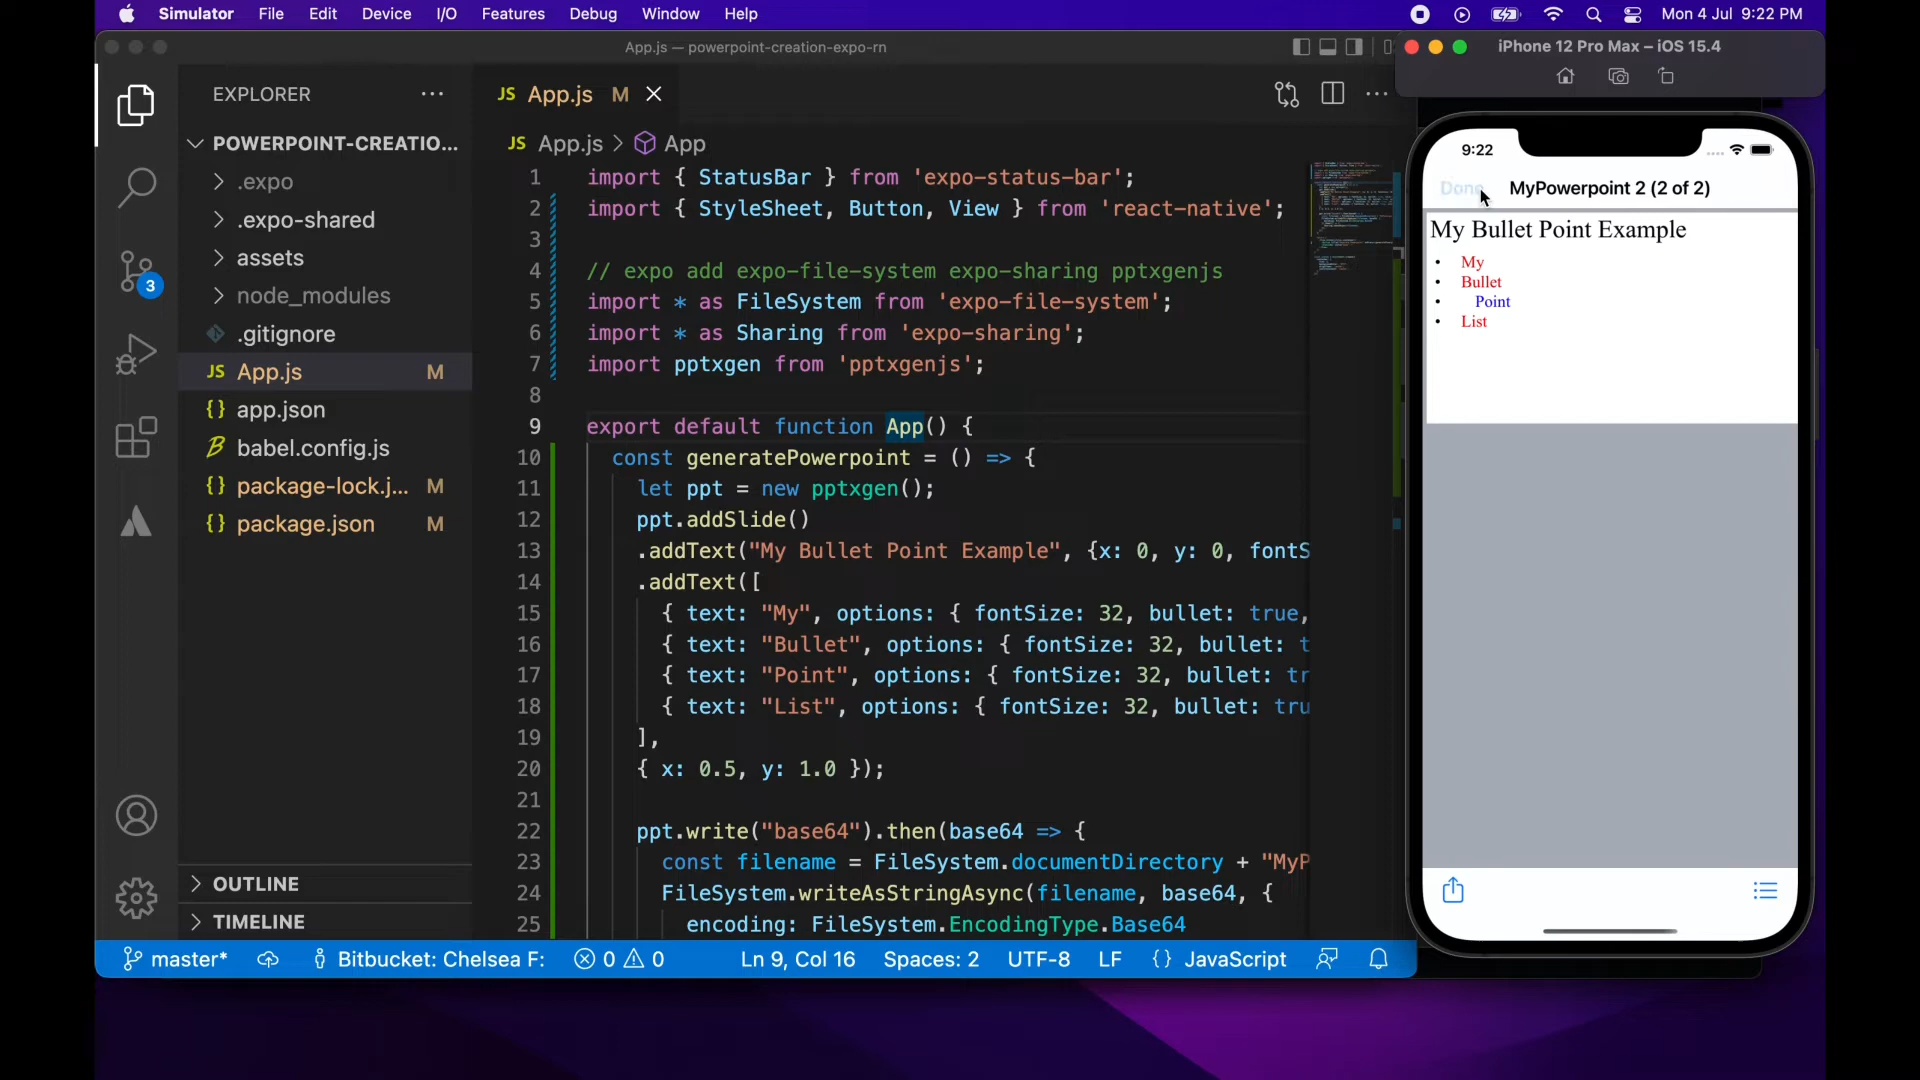 Simulator File Edit Device I/O Features Debug Window Help
Mon 4 Jul 9:22 PM
App.js — powerpoint-creation-expo-rn
iPhone 12 Pro Max – iOS 15.4
EXPLORER
JS App.js M
POWERPOINT-CREATIO...
JS App.js > App
.expo
.expo-shared
assets
node_modules
.gitignore
JS App.js M
{} app.json
babel.config.js
{} package-lock.j... M
{} package.json M
3
OUTLINE
TIMELINE
1 import { StatusBar } from 'expo-status-bar';
2 import { StyleSheet, Button, View } from 'react-native';
3
4 // expo add expo-file-system expo-sharing pptxgenjs
5 import * as FileSystem from 'expo-file-system';
6 import * as Sharing from 'expo-sharing';
7 import pptxgen from 'pptxgenjs';
8
9 export default function App() {
10 const generatePowerpoint = () => {
11 let ppt = new pptxgen();
12 ppt.addSlide()
13 .addText("My Bullet Point Example", {x: 0, y: 0, fontS
14 .addText([
15 { text: "My", options: { fontSize: 32, bullet: true,
16 { text: "Bullet", options: { fontSize: 32, bullet: t
17 { text: "Point", options: { fontSize: 32, bullet: tr
18 { text: "List", options: { fontSize: 32, bullet: tru
19 ],
20 { x: 0.5, y: 1.0 });
21
22 ppt.write("base64").then(base64 => {
23 const filename = FileSystem.documentDirectory + "MyP
24 FileSystem.writeAsStringAsync(filename, base64, {
25 encoding: FileSystem.EncodingType.Base64
master* Bitbucket: Chelsea F: 0 0 Ln 9, Col 16 Spaces: 2 UTF-8 LF {} JavaScript
9:22
Done MyPowerpoint 2 (2 of 2)
My Bullet Point Example
• My
• Bullet
• Point
• List